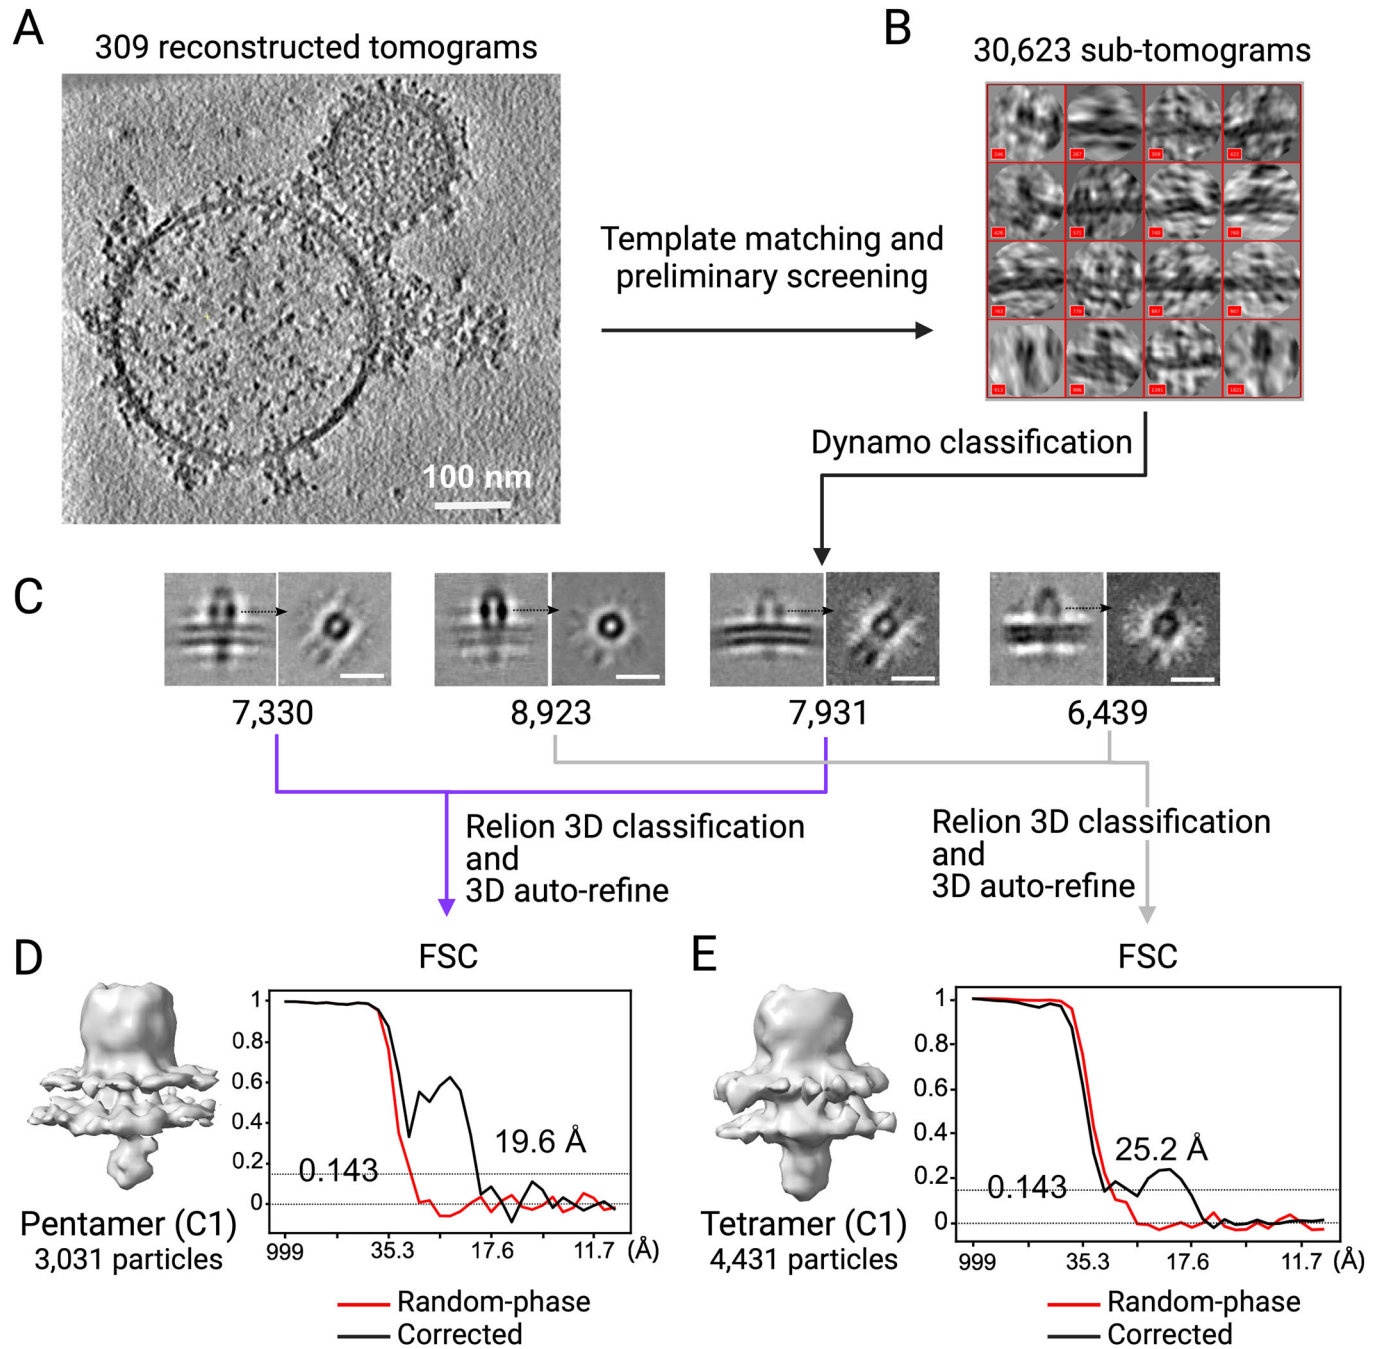 A
309 reconstructed tomograms
100 nm
Template matching and
preliminary screening
B
30,623 sub-tomograms
Dynamo classification
C
7,330
8,923
7,931
6,439
Relion 3D classification
and
3D auto-refine
Relion 3D classification
and
3D auto-refine
D
FSC
1
0.8
0.6
0.4
0.2
0
0.143
19.6 Å
999
35.3
17.6
11.7
(Å)
Pentamer (C1)
3,031 particles
Random-phase
Corrected
E
FSC
1
0.8
0.6
0.4
0.2
0
0.143
25.2 Å
999
35.3
17.6
11.7
(Å)
Tetramer (C1)
4,431 particles
Random-phase
Corrected